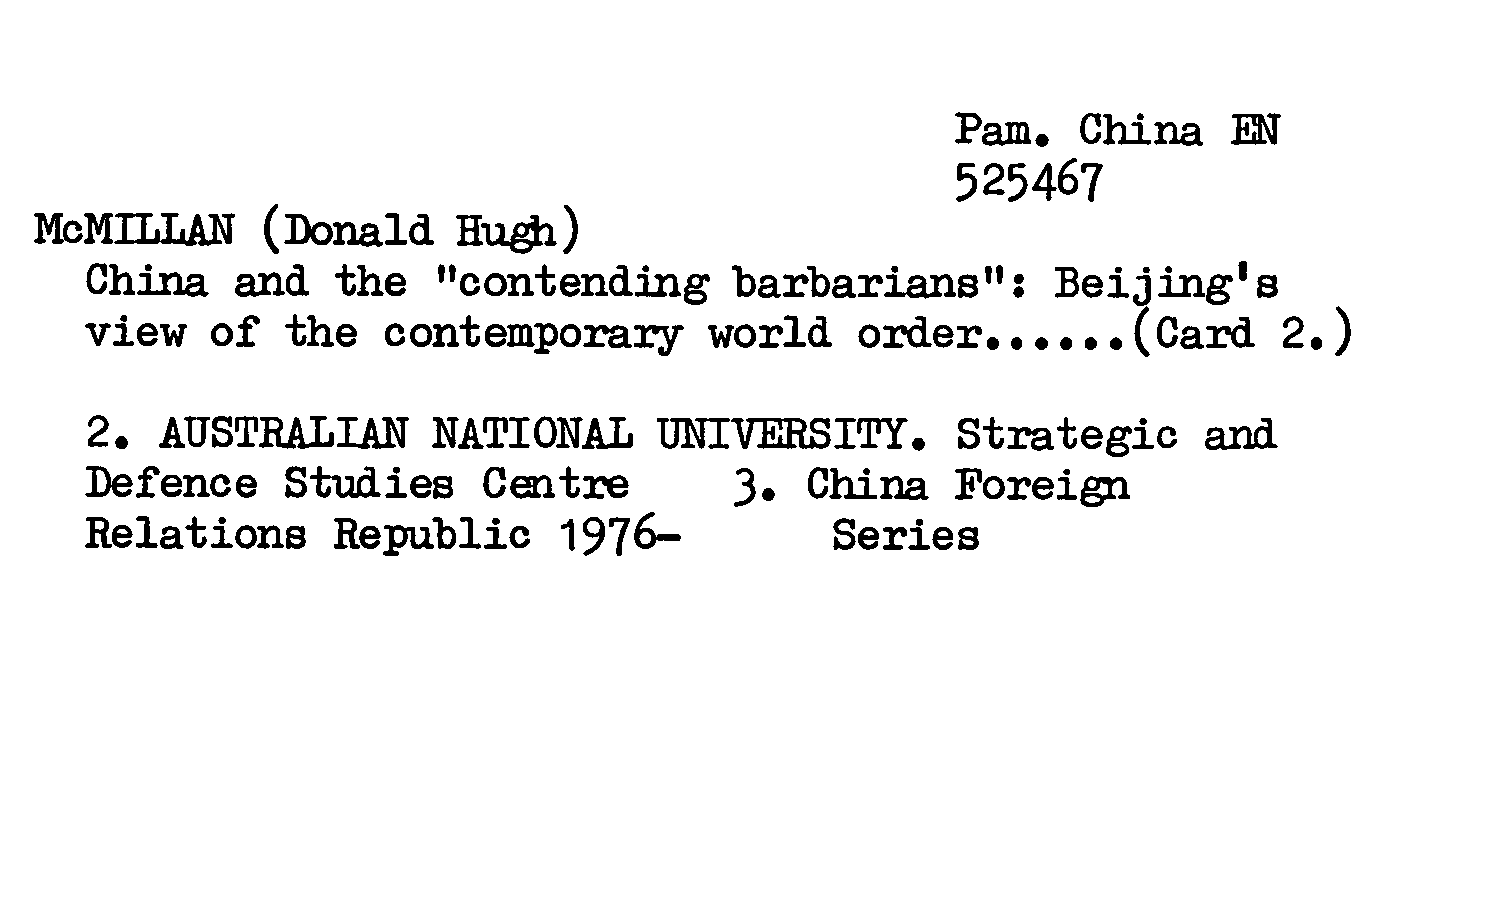 Pam. China EN
525467
McMILLAN (Donald Hugh)
China and the "contending barbarians": Beijing's
view of the contemporary world order......(Card 2.)
2. AUSTRALIAN NATIONAL UNIVERSITY. Strategic and
Defence Studies Centre 3. China Foreign
Relations Republic 1976- Series